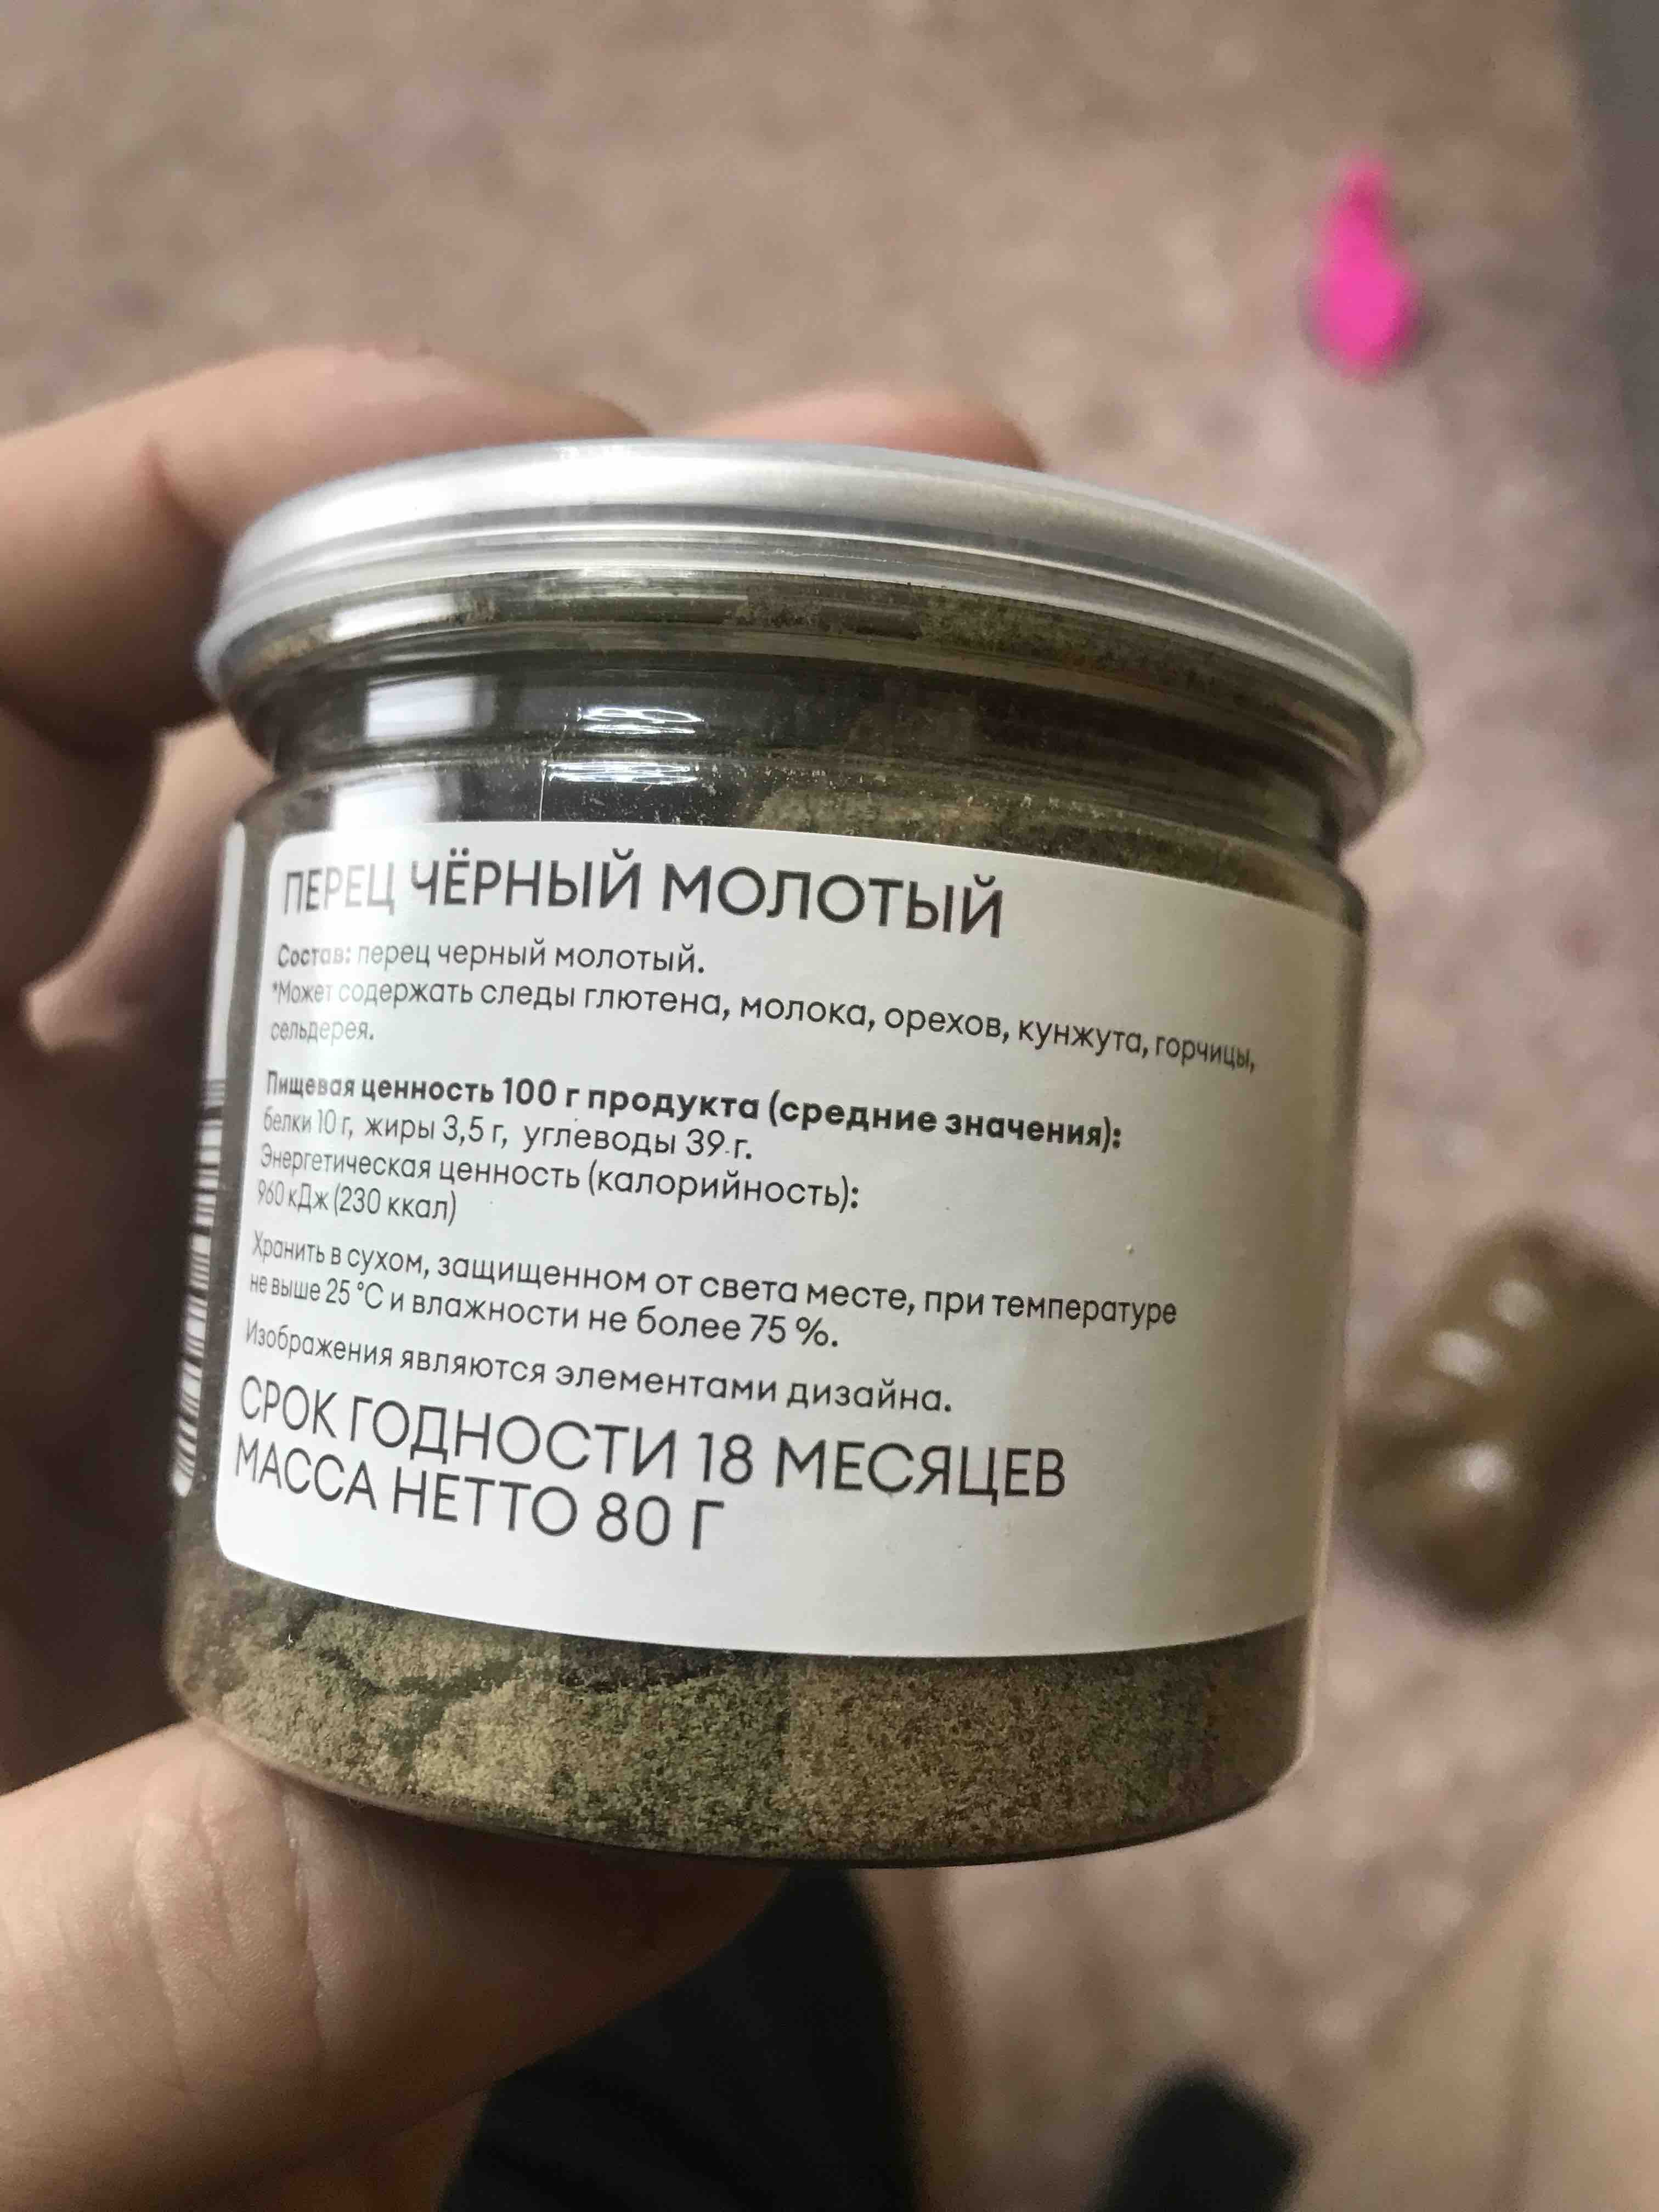 ПЕРЕЦ ЧЁРНЫЙ МОЛОТЫЙ
Состав: перец черный молотый.
*Может содержать следы глютена, молока, орехов, кунжута, горчицы,
сельдерея.
Пищевая ценность 100 г продукта (средние значения):
белки 10 г, жиры 3,5 г, углеводы 39 г.
Энергетическая ценность (калорийность):
960 кДж (230 ккал)
Хранить в сухом, защищенном от света месте, при температуре
не выше 25 °C и влажности не более 75 %.
Изображения являются элементами дизайна.
СРОК ГОДНОСТИ 18 МЕСЯЦЕВ
МАССА НЕТТО 80 Г